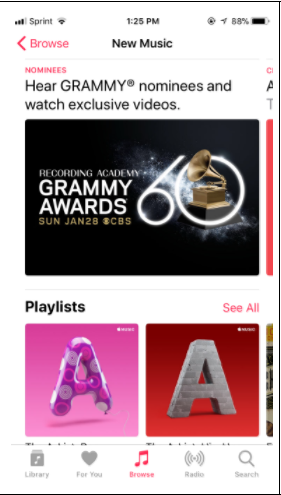 Sprint 1:25 PM 88%
Browse New Music
NOMINEES
Hear GRAMMY® nominees and
watch exclusive videos.
RECORDING ACADEMY
GRAMMY
AWARDS
SUN JAN28 CBS
60
Playlists See All
MUSIC
A
MUSIC
A
Library For You Browse Radio Search